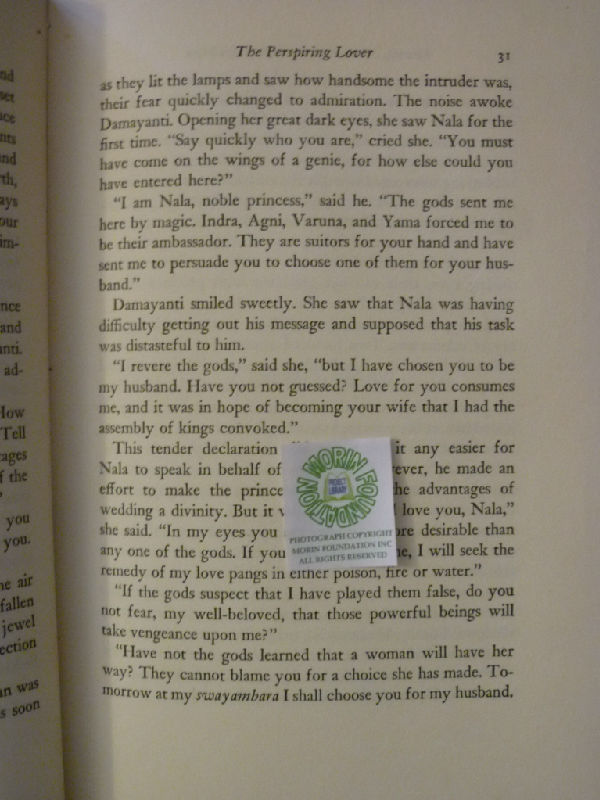 The Perspiring Lover 31
as they lit the lamps and saw how handsome the intruder was,
their fear quickly changed to admiration. The noise awoke
Damayanti. Opening her great dark eyes, she saw Nala for the
first time. "Say quickly who you are," cried she. "You must
have come on the wings of a genie, for how else could you
have entered here?"
"I am Nala, noble princess," said he. "The gods sent me
here by magic. Indra, Agni, Varuna, and Yama forced me to
be their ambassador. They are suitors for your hand and have
sent me to persuade you to choose one of them for your hus-
band."
Damayanti smiled sweetly. She saw that Nala was having
difficulty getting out his message and supposed that his task
was distasteful to him.
"I revere the gods," said she, "but I have chosen you to be
my husband. Have you not guessed? Love for you consumes
me, and it was in hope of becoming your wife that I had the
assembly of kings convoked."
This tender declaration it any easier for
Nala to speak in behalf of he made an
effort to make the advantages of
wedding a divinity. But it love you, Nala,"
she said. "In my eyes you desirable than
any one of the gods. If you I will seek the
remedy of my love pangs in either poison, fire or water."
"If the gods suspect that I have played them false, do you
not fear, my well-beloved, that those powerful beings will
take vengeance upon me?"
"Have not the gods learned that a woman will have her
way? They cannot blame you for a choice she has made. To-
morrow at my swayambara I shall choose you for my husband.
MORIN FOUNDATION
PROJECT
LIBRARY
PHOTOGRAPH COPYRIGHT
MORIN FOUNDATION INC
ALL RIGHTS RESERVED